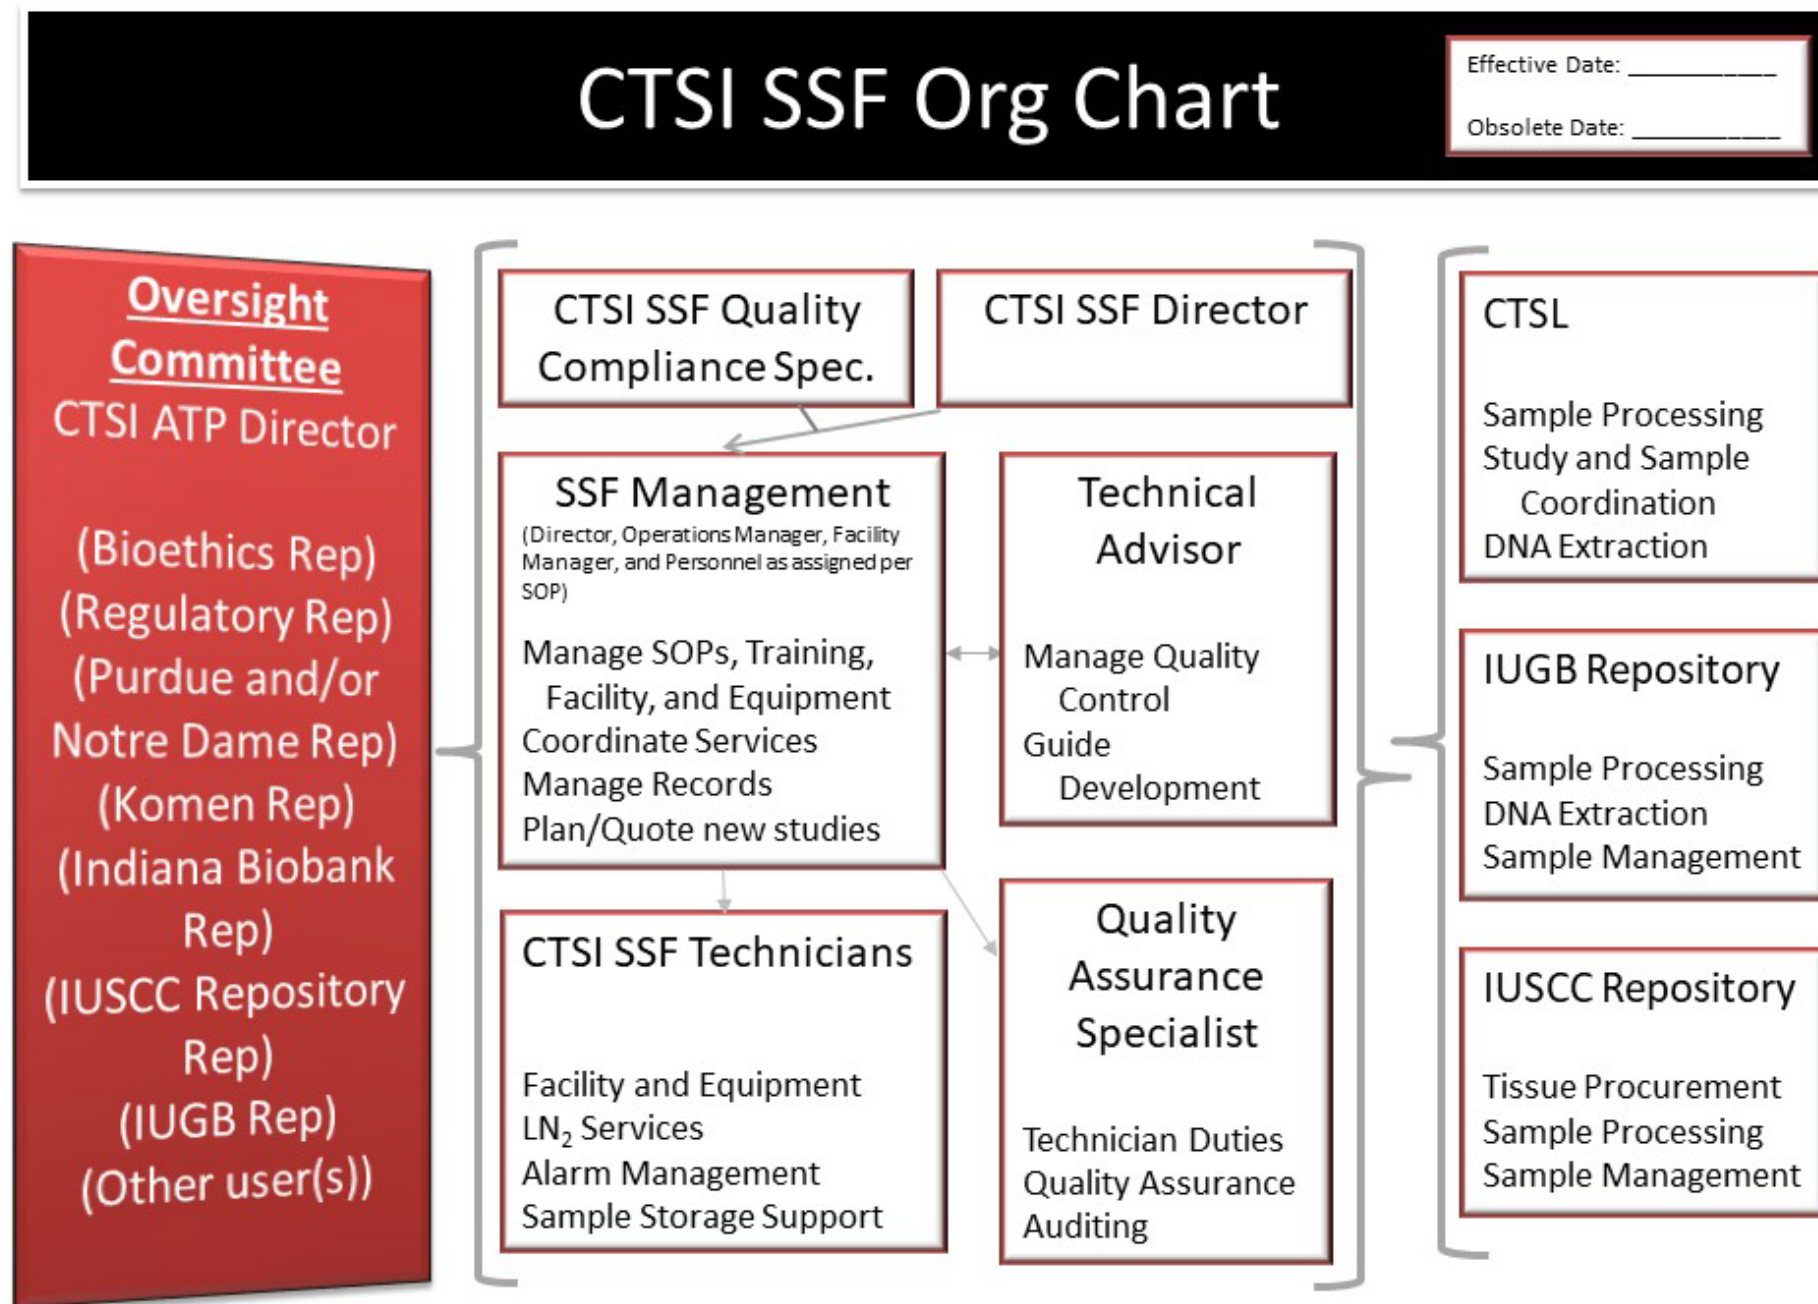 CTSI SSF Org Chart
Effective Date: ___________
Obsolete Date: ___________
Oversight
Committee
CTSI ATP Director
(Bioethics Rep)
(Regulatory Rep)
(Purdue and/or
Notre Dame Rep)
(Komen Rep)
(Indiana Biobank
Rep)
(IUSCC Repository
Rep)
(IUGB Rep)
(Other user(s))
CTSI SSF Quality
Compliance Spec.
CTSI SSF Director
SSF Management
(Director, Operations Manager, Facility
Manager, and Personnel as assigned per
SOP)
Manage SOPs, Training,
Facility, and Equipment
Coordinate Services
Manage Records
Plan/Quote new studies
Technical
Advisor
Manage Quality
Control
Guide
Development
CTSI SSF Technicians
Facility and Equipment
LN₂ Services
Alarm Management
Sample Storage Support
Quality
Assurance
Specialist
Technician Duties
Quality Assurance
Auditing
CTSL
Sample Processing
Study and Sample
Coordination
DNA Extraction
IUGB Repository
Sample Processing
DNA Extraction
Sample Management
IUSCC Repository
Tissue Procurement
Sample Processing
Sample Management